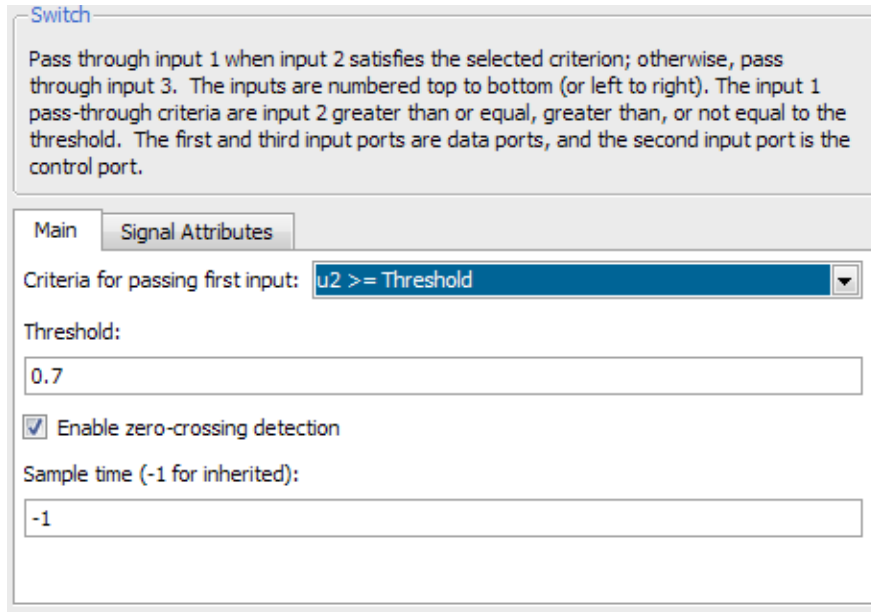 Switch
Pass through input 1 when input 2 satisfies the selected criterion; otherwise, pass
through input 3. The inputs are numbered top to bottom (or left to right). The input 1
pass-through criteria are input 2 greater than or equal, greater than, or not equal to the
threshold. The first and third input ports are data ports, and the second input port is the
control port.
Main Signal Attributes
Criteria for passing first input: u2 >= Threshold
Threshold:
0.7
Enable zero-crossing detection
Sample time (-1 for inherited):
-1